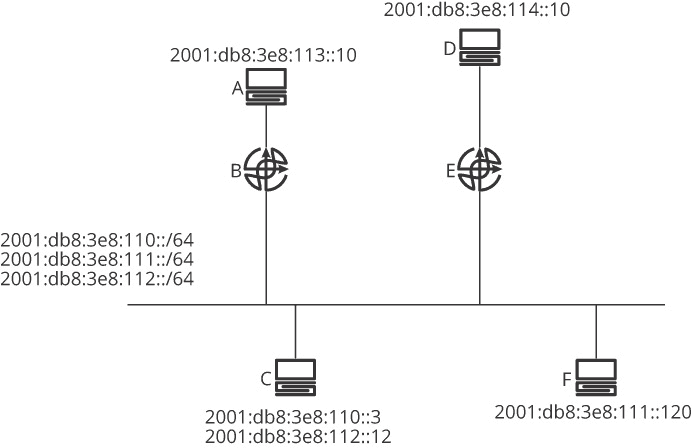 2001:db8:3e8:114::10
D
2001:db8:3e8:113::10
A
B
E
2001:db8:3e8:110::/64
2001:db8:3e8:111::/64
2001:db8:3e8:112::/64
C
F
2001:db8:3e8:110::3
2001:db8:3e8:112::12
2001:db8:3e8:111::120